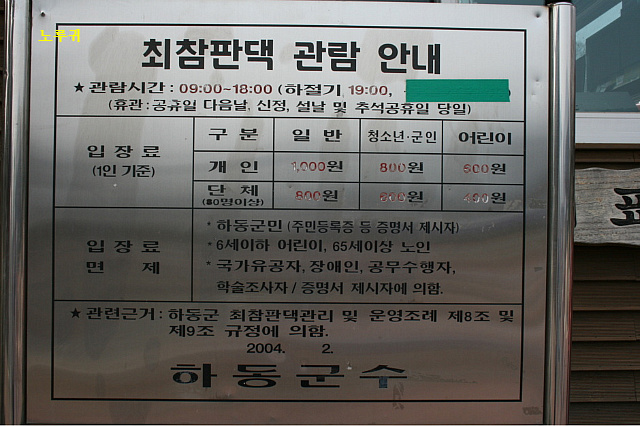 노루귀
최참판댁 관람 안내
★관람시간 : 09:00~18:00 (하절기 19:00,
(휴관 : 공휴일 다음날, 신정, 설날 및 추석공휴일 당일)
입장료 (1인 기준)
구분 일반 청소년·군인 어린이
개인 1,000원 800원 600원
단체 (30명이상) 800원 600원 400원
입장료 면제
* 하동군민 (주민등록증 등 증명서 제시자)
* 6세이하 어린이, 65세이상 노인
* 국가유공자, 장애인, 공무수행자,
학술조사자 / 증명서 제시자에 의함.
★관련근거 : 하동군 최참판댁관리 및 운영조례 제8조 및
제9조 규정에 의함.
2004. 2.
하동군수
표